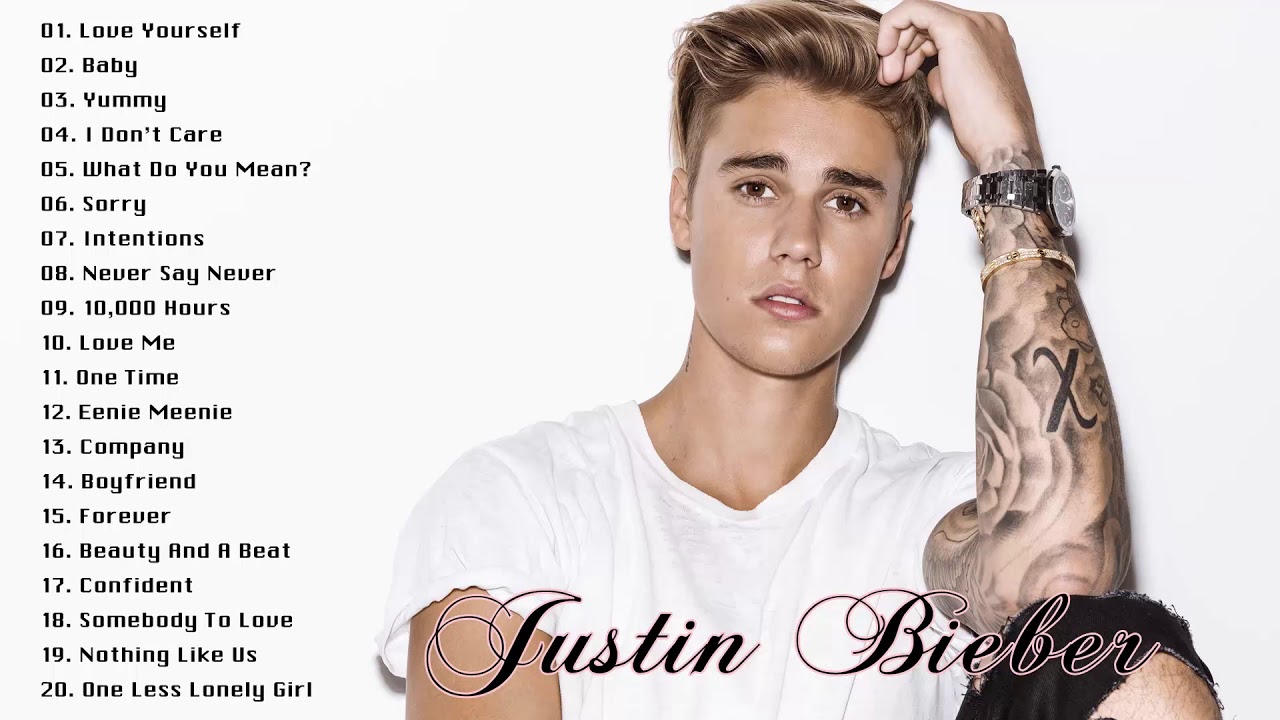 01. Love Yourself
02. Baby
03. Yummy
04. I Don't Care
05. What Do You Mean?
06. Sorry
07. Intentions
08. Never Say Never
09. 10,000 Hours
10. Love Me
11. One Time
12. Eenie Meenie
13. Company
14. Boyfriend
15. Forever
16. Beauty And A Beat
17. Confident
18. Somebody To Love
19. Nothing Like Us
20. One Less Lonely Girl
Justin Bieber
X